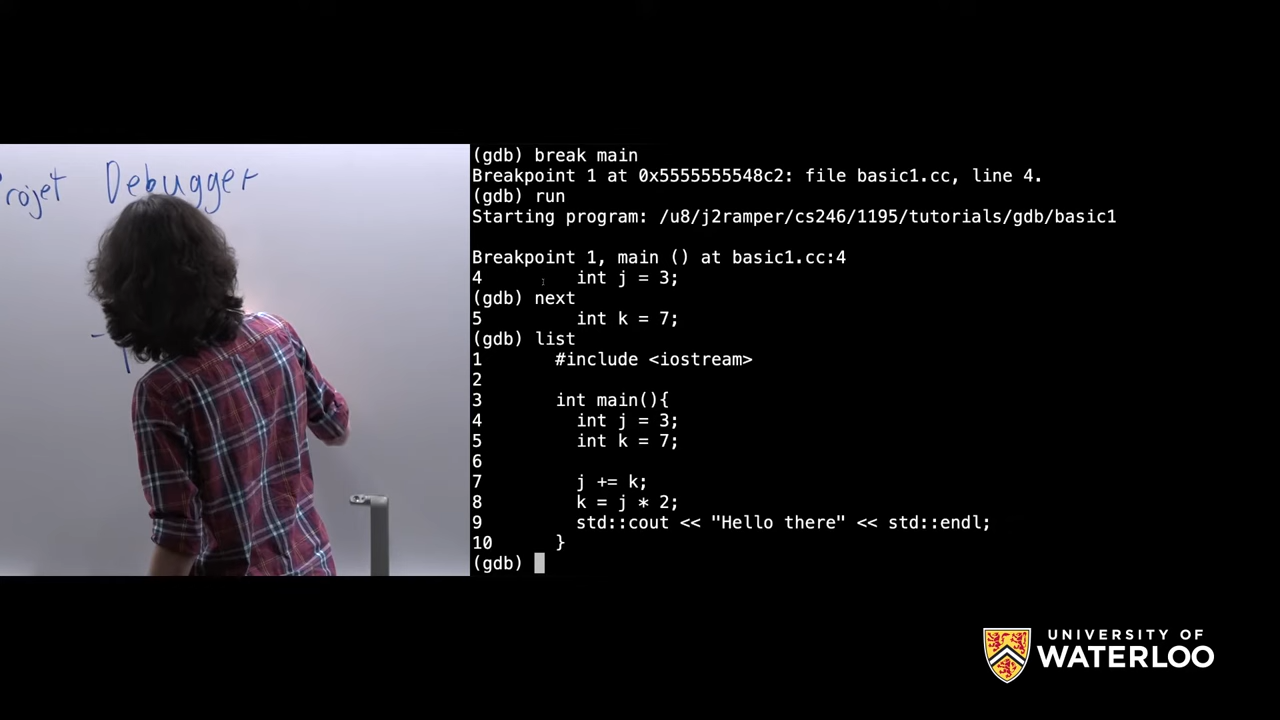 Projet Debugger
(gdb) break main
Breakpoint 1 at 0x5555555548c2: file basic1.cc, line 4.
(gdb) run
Starting program: /u8/j2ramper/cs246/1195/tutorials/gdb/basic1
Breakpoint 1, main () at basic1.cc:4
4 int j = 3;
(gdb) next
5 int k = 7;
(gdb) list
1 #include <iostream>
2
3 int main(){
4 int j = 3;
5 int k = 7;
6
7 j += k;
8 k = j * 2;
9 std::cout << "Hello there" << std::endl;
10 }
(gdb)
UNIVERSITY OF
WATERLOO